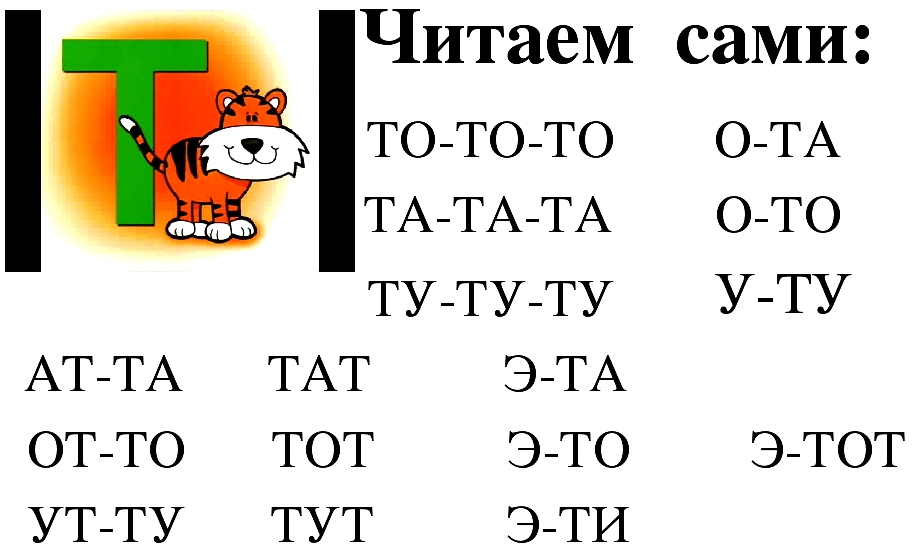 Т
Читаем сами:
ТО-ТО-ТО О-ТА
ТА-ТА-ТА О-ТО
ТУ-ТУ-ТУ У-ТУ
АТ-ТА ТАТ Э-ТА
ОТ-ТО ТОТ Э-ТО Э-ТОТ
УТ-ТУ ТУТ Э-ТИ